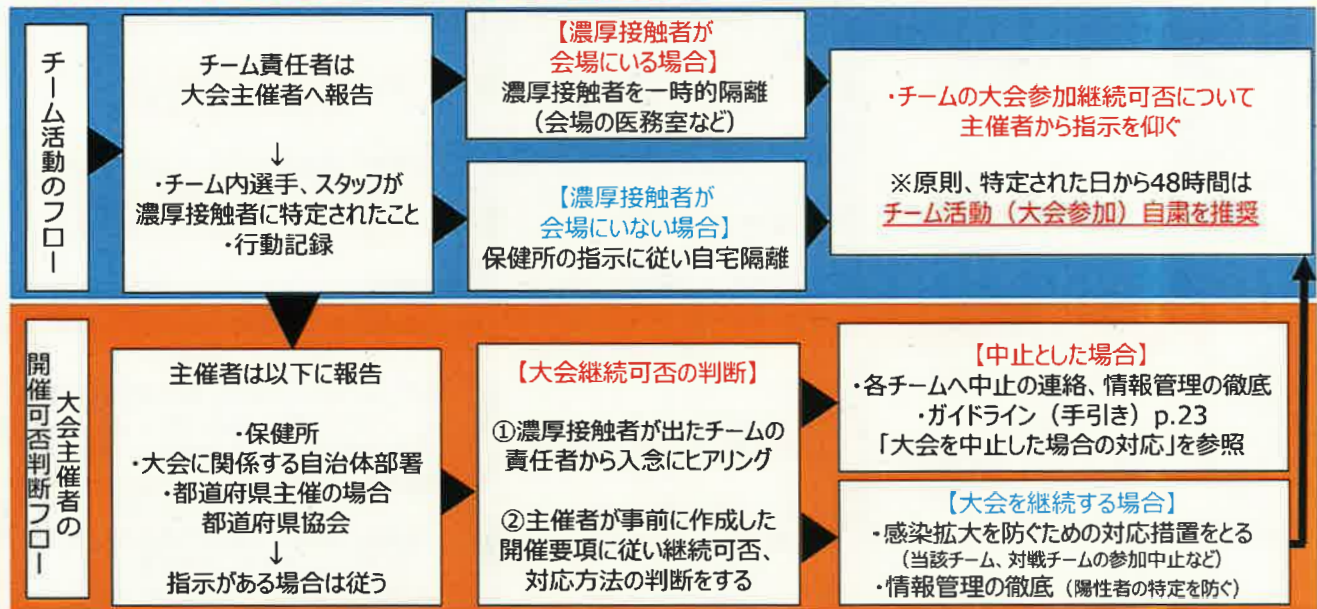 チーム活動のフロー
チーム責任者は
大会主催者へ報告
↓
・チーム内選手、スタッフが
濃厚接触者に特定されたこと
・行動記録
【濃厚接触者が
会場にいる場合】
濃厚接触者を一時的隔離
（会場の医務室など）
【濃厚接触者が
会場にいない場合】
保健所の指示に従い自宅隔離
・チームの大会参加継続可否について
主催者から指示を仰ぐ
※原則、特定された日から48時間は
チーム活動（大会参加）自粛を推奨
大会主催者の
開催可否判断フロー
主催者は以下に報告
・保健所
・大会に関係する自治体部署
・都道府県主催の場合
都道府県協会
↓
指示がある場合は従う
【大会継続可否の判断】
①濃厚接触者が出たチームの
責任者から入念にヒアリング
②主催者が事前に作成した
開催要項に従い継続可否、
対応方法の判断をする
【中止とした場合】
・各チームへ中止の連絡、情報管理の徹底
・ガイドライン（手引き）p.23
「大会を中止した場合の対応」を参照
【大会を継続する場合】
・感染拡大を防ぐための対応措置をとる
（当該チーム、対戦チームの参加中止など）
・情報管理の徹底（陽性者の特定を防ぐ）